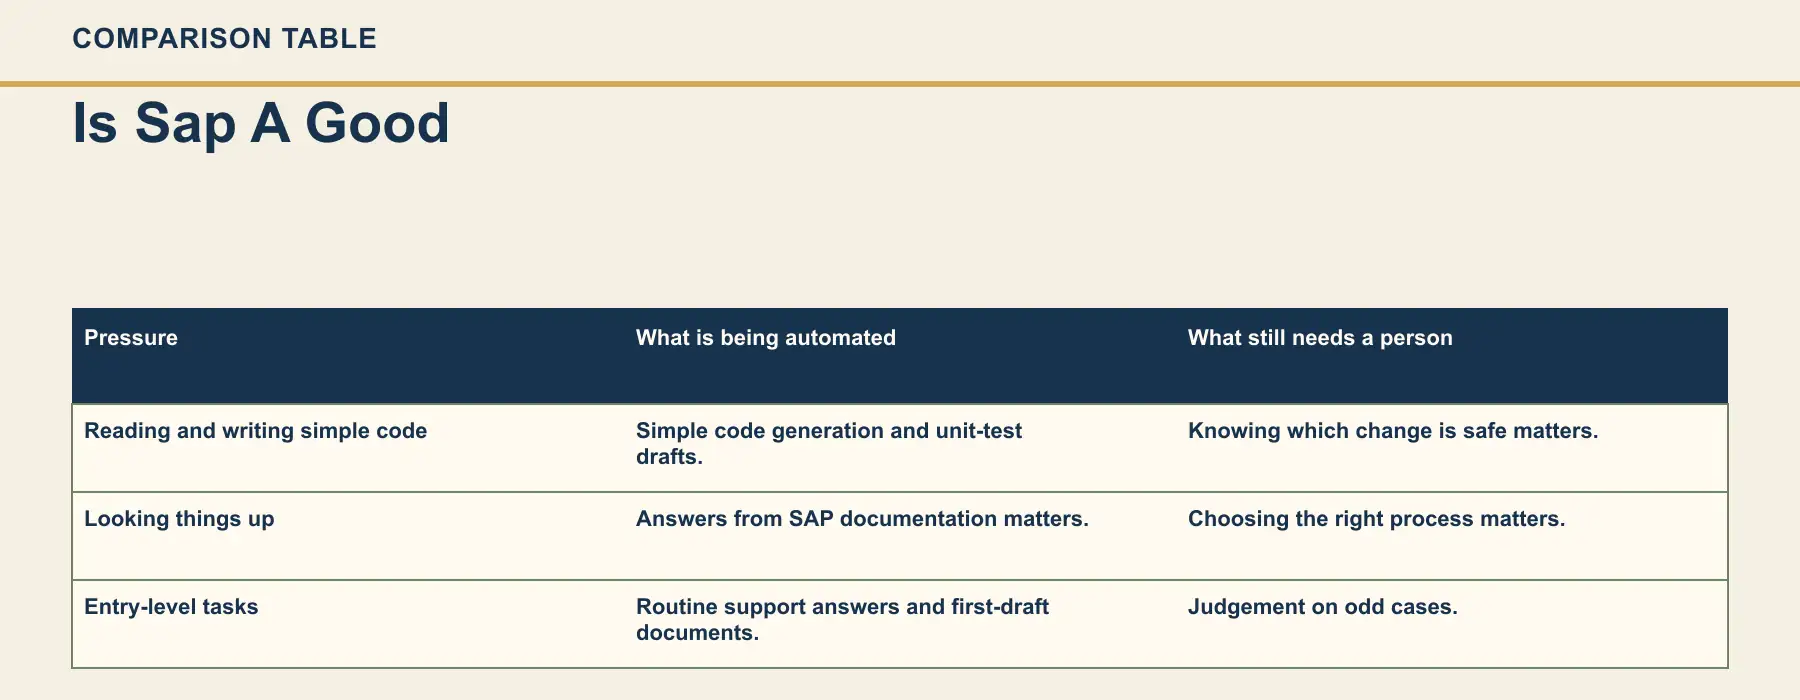 COMPARISON TABLE
Is Sap A Good
Pressure
What is being automated
What still needs a person
Reading and writing simple code
Simple code generation and unit-test
drafts.
Knowing which change is safe matters.
Looking things up
Answers from SAP documentation matters.
Choosing the right process matters.
Entry-level tasks
Routine support answers and first-draft
documents.
Judgement on odd cases.